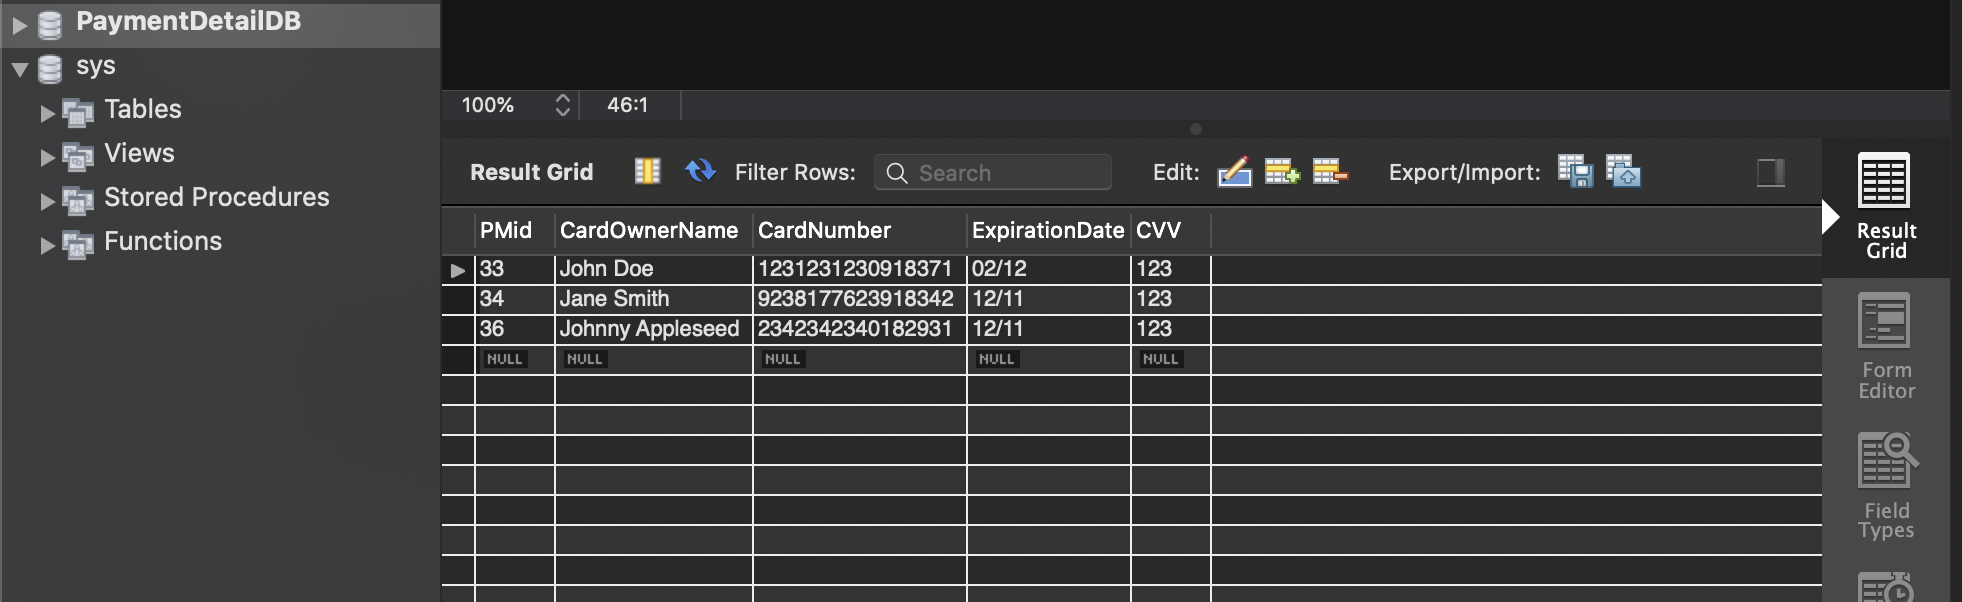 PaymentDetailDB
sys
Tables
Views
Stored Procedures
Functions
100% 46:1
Result Grid Filter Rows: Search Edit: Export/Import:
PMid CardOwnerName CardNumber ExpirationDate CVV
33 John Doe 1231231230918371 02/12 123
34 Jane Smith 9238177623918342 12/11 123
36 Johnny Appleseed 2342342340182931 12/11 123
NULL NULL NULL NULL NULL
Result
Grid
Form
Editor
Field
Types